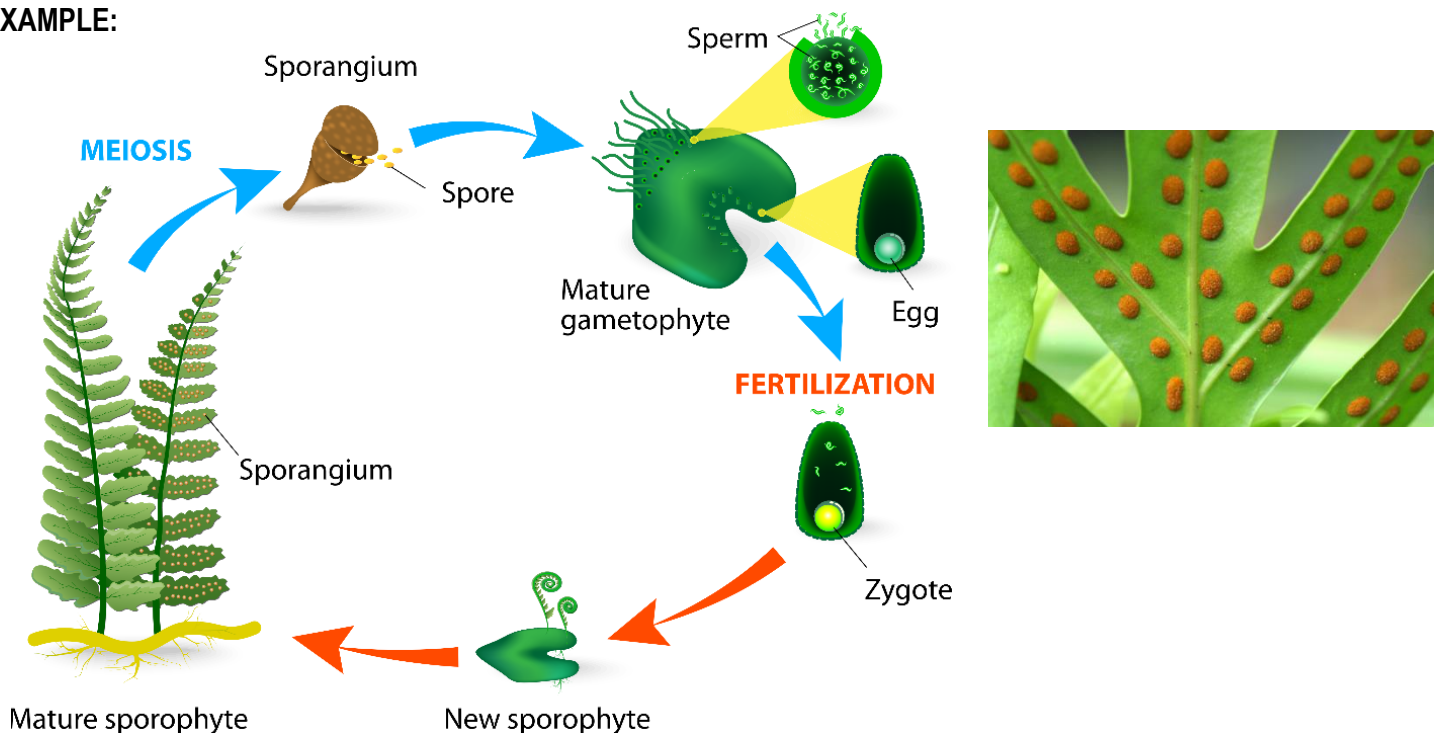 XAMPLE:
Sperm
Sporangium
MEIOSIS
Spore
Mature
gametophyte
Egg
FERTILIZATION
Sporangium
Zygote
Mature sporophyte
New sporophyte